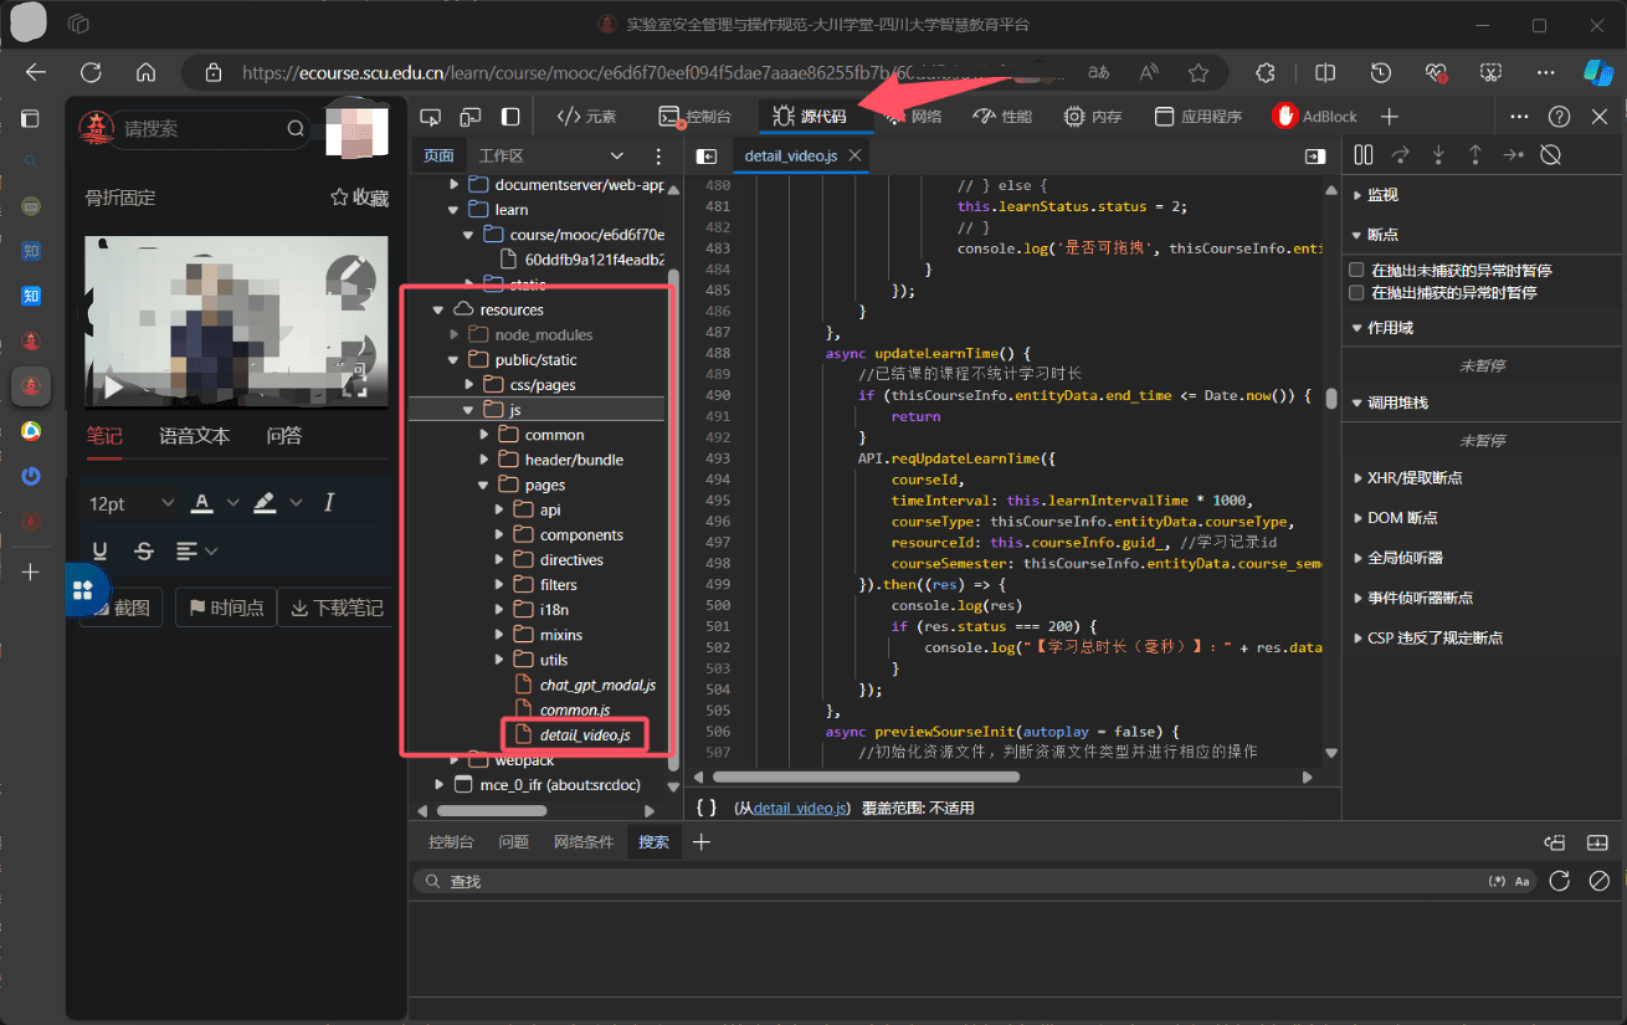 实验室安全管理与操作规范-大川学堂-四川大学智慧教育平台
https://ecourse.scu.edu.cn/learn/course/mooc/e6d6f70eef094f5dae7aaae86255fb7b/
请搜索
骨折固定
收藏
笔记 语音文本 问答
12pt
截图 时间点 下载笔记
元素 控制台 源代码 网络 性能 内存 应用程序 AdBlock
页面 工作区
documentserver/web-app
learn
course/mooc/e6d6f70e
60ddfb9a121f4eadb2
static
resources
node_modules
public/static
css/pages
js
common
header/bundle
pages
api
components
directives
filters
i18n
mixins
utils
chat_gpt_modal.js
common.js
detail_video.js
webpack
mce_0_ifr (about:srcdoc)
detail_video.js
480 // } else {
481 this.learnStatus.status = 2;
482 // }
483 console.log('是否可拖拽', thisCourseInfo.enti
484 }
485 });
486 }
487 },
488 async updateLearnTime() {
489 //已结课的课程不统计学习时长
490 if (thisCourseInfo.entityData.end_time <= Date.now()) {
491 return
492 }
493 API.reqUpdateLearnTime({
494 courseId,
495 timeInterval: this.learnIntervalTime * 1000,
496 courseType: thisCourseInfo.entityData.courseType,
497 resourceId: this.courseInfo.guid_, //学习记录id
498 courseSemester: thisCourseInfo.entityData.course_seme
499 }).then((res) => {
500 console.log(res)
501 if (res.status === 200) {
502 console.log("【学习总时长（毫秒）】：" + res.data
503 }
504 });
505 },
506 async previewSourseInit(autoplay = false) {
507 //初始化资源文件，判断资源文件类型并进行相应的操作
{ } (从detail_video.js) 覆盖范围: 不适用
监视
断点
在抛出未捕获的异常时暂停
在抛出捕获的异常时暂停
作用域
未暂停
调用堆栈
未暂停
XHR/提取断点
DOM 断点
全局侦听器
事件侦听器断点
CSP 违反了规定断点
控制台 问题 网络条件 搜索
查找
(.*) Aa